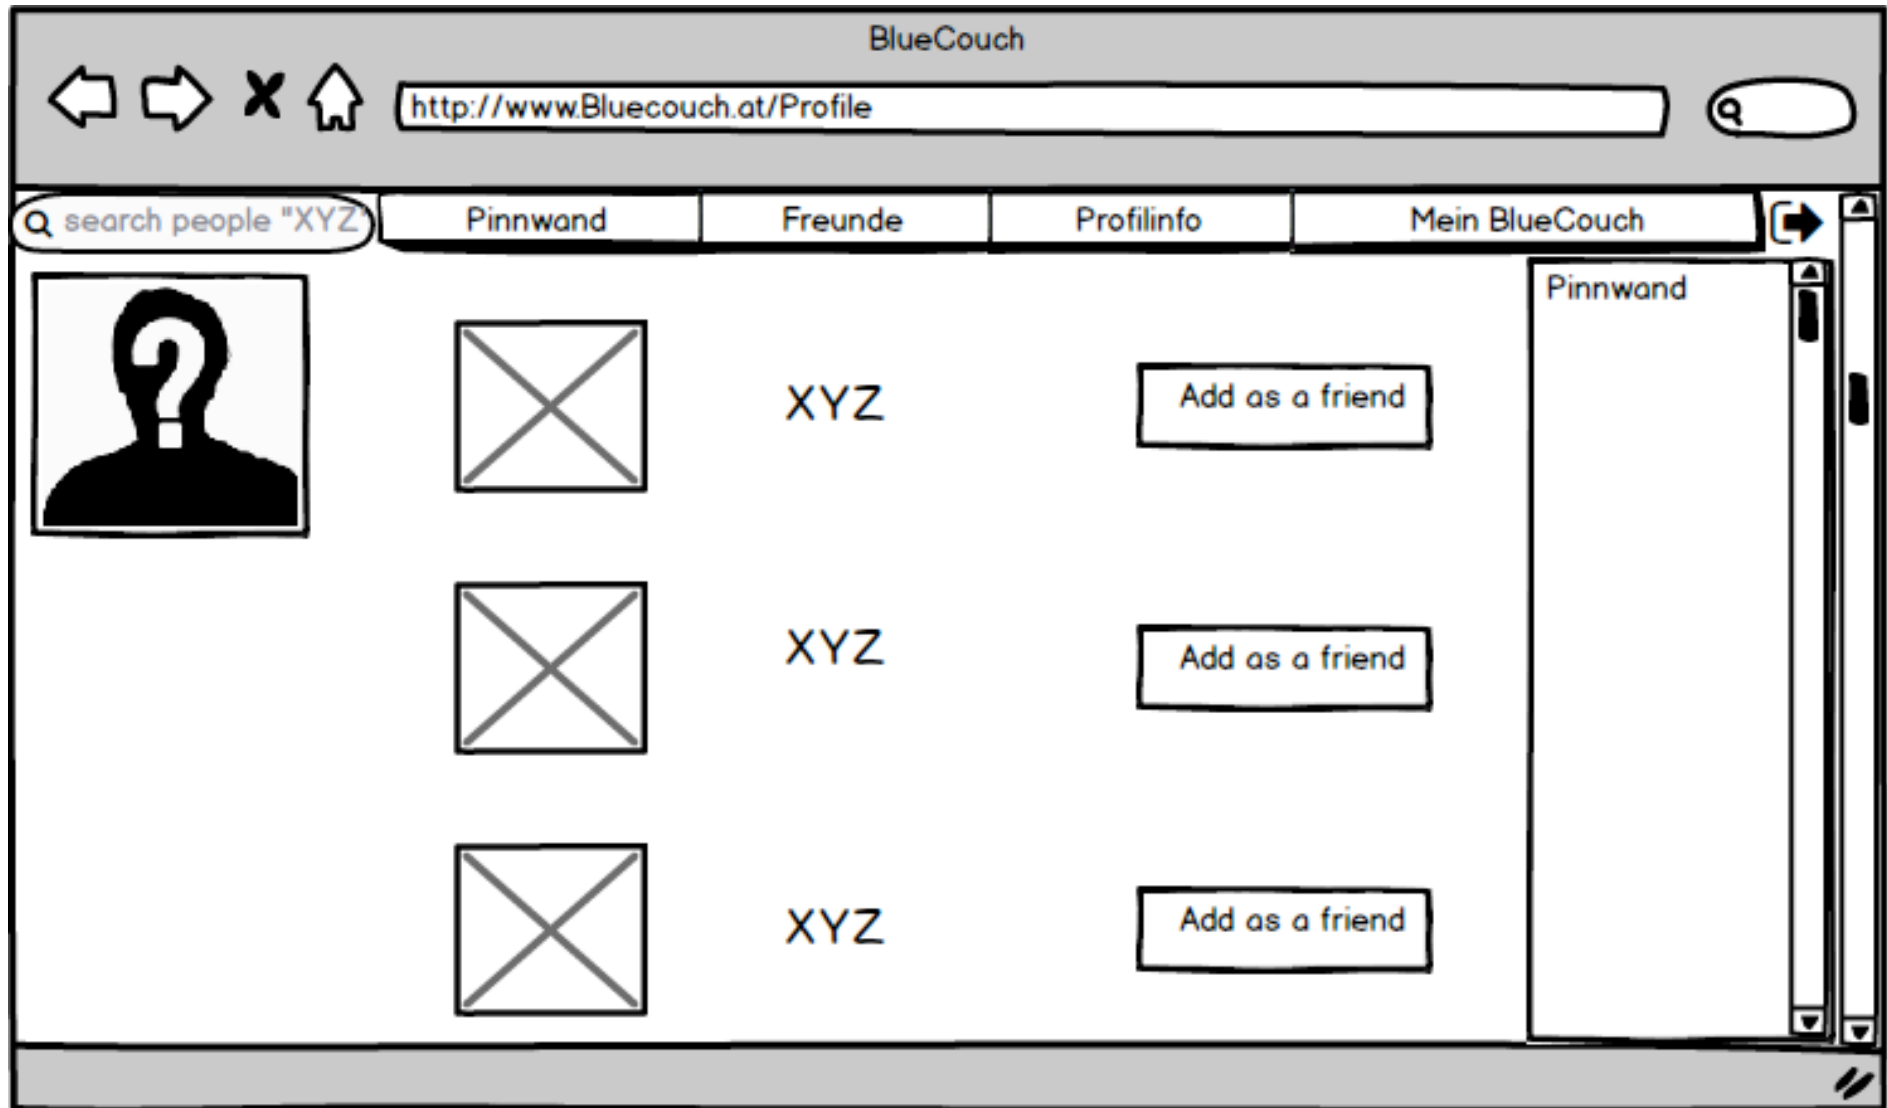 BlueCouch
http://www.Bluecouch.at/Profile
search people "XYZ"
Pinnwand
Freunde
Profilinfo
Mein BlueCouch
Pinnwand
XYZ
Add as a friend
XYZ
Add as a friend
XYZ
Add as a friend